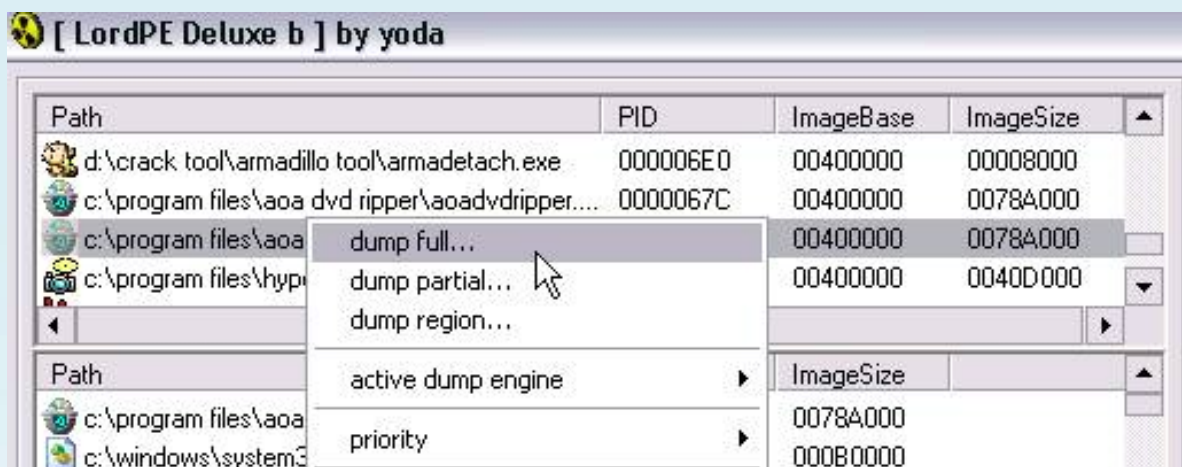 [ LordPE Deluxe b ] by yoda
Path PID ImageBase ImageSize
d:\crack tool\armadillo tool\armadetach.exe 000006E0 00400000 00008000
c:\program files\aoa dvd ripper\aoadvdripper.... 0000067C 00400000 0078A000
c:\program files\aoa 00400000 0078A000
c:\program files\hype 00400000 0040D000
dump full...
dump partial...
dump region...
active dump engine
priority
Path ImageSize
c:\program files\aoa 0078A000
c:\windows\system3 000B0000